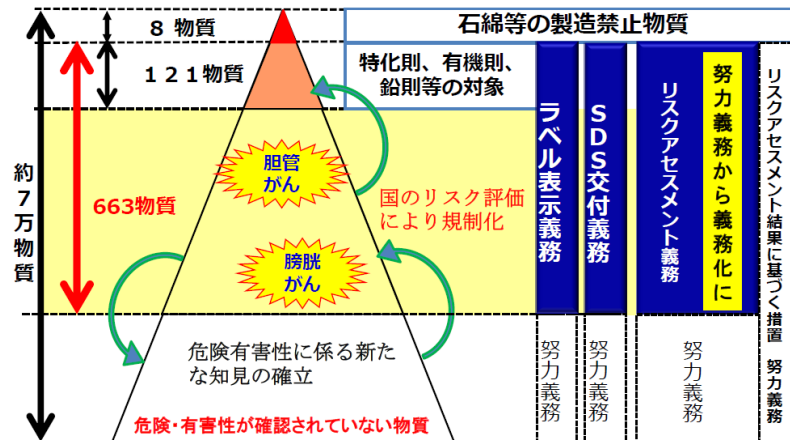 ８物質
石綿等の製造禁止物質
１２１物質
特化則、有機則、
鉛則等の対象
約７万物質
663物質
胆管
がん
国のリスク評価
により規制化
膀胱
がん
ラベル表示義務
ＳＤＳ交付義務
リスクアセスメント義務
努力義務から義務化に
リスクアセスメント結果に基づく措置 努力義務
危険有害性に係る新た
な知見の確立
努力義務
努力義務
努力義務
危険・有害性が確認されていない物質